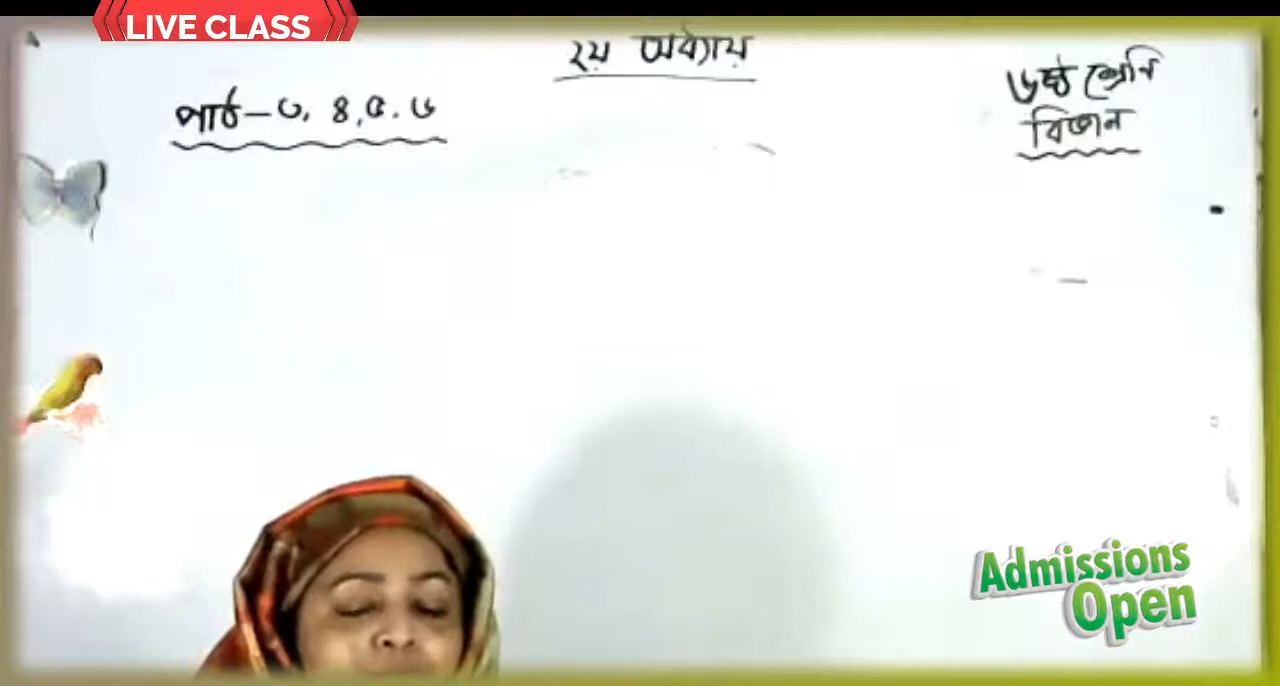 LIVE CLASS
২য় অধ্যায়
৬ষ্ঠ শ্রেনি
বিজ্ঞান
পাঠ-৩, ৪, ৫. ৬
Admissions
Open